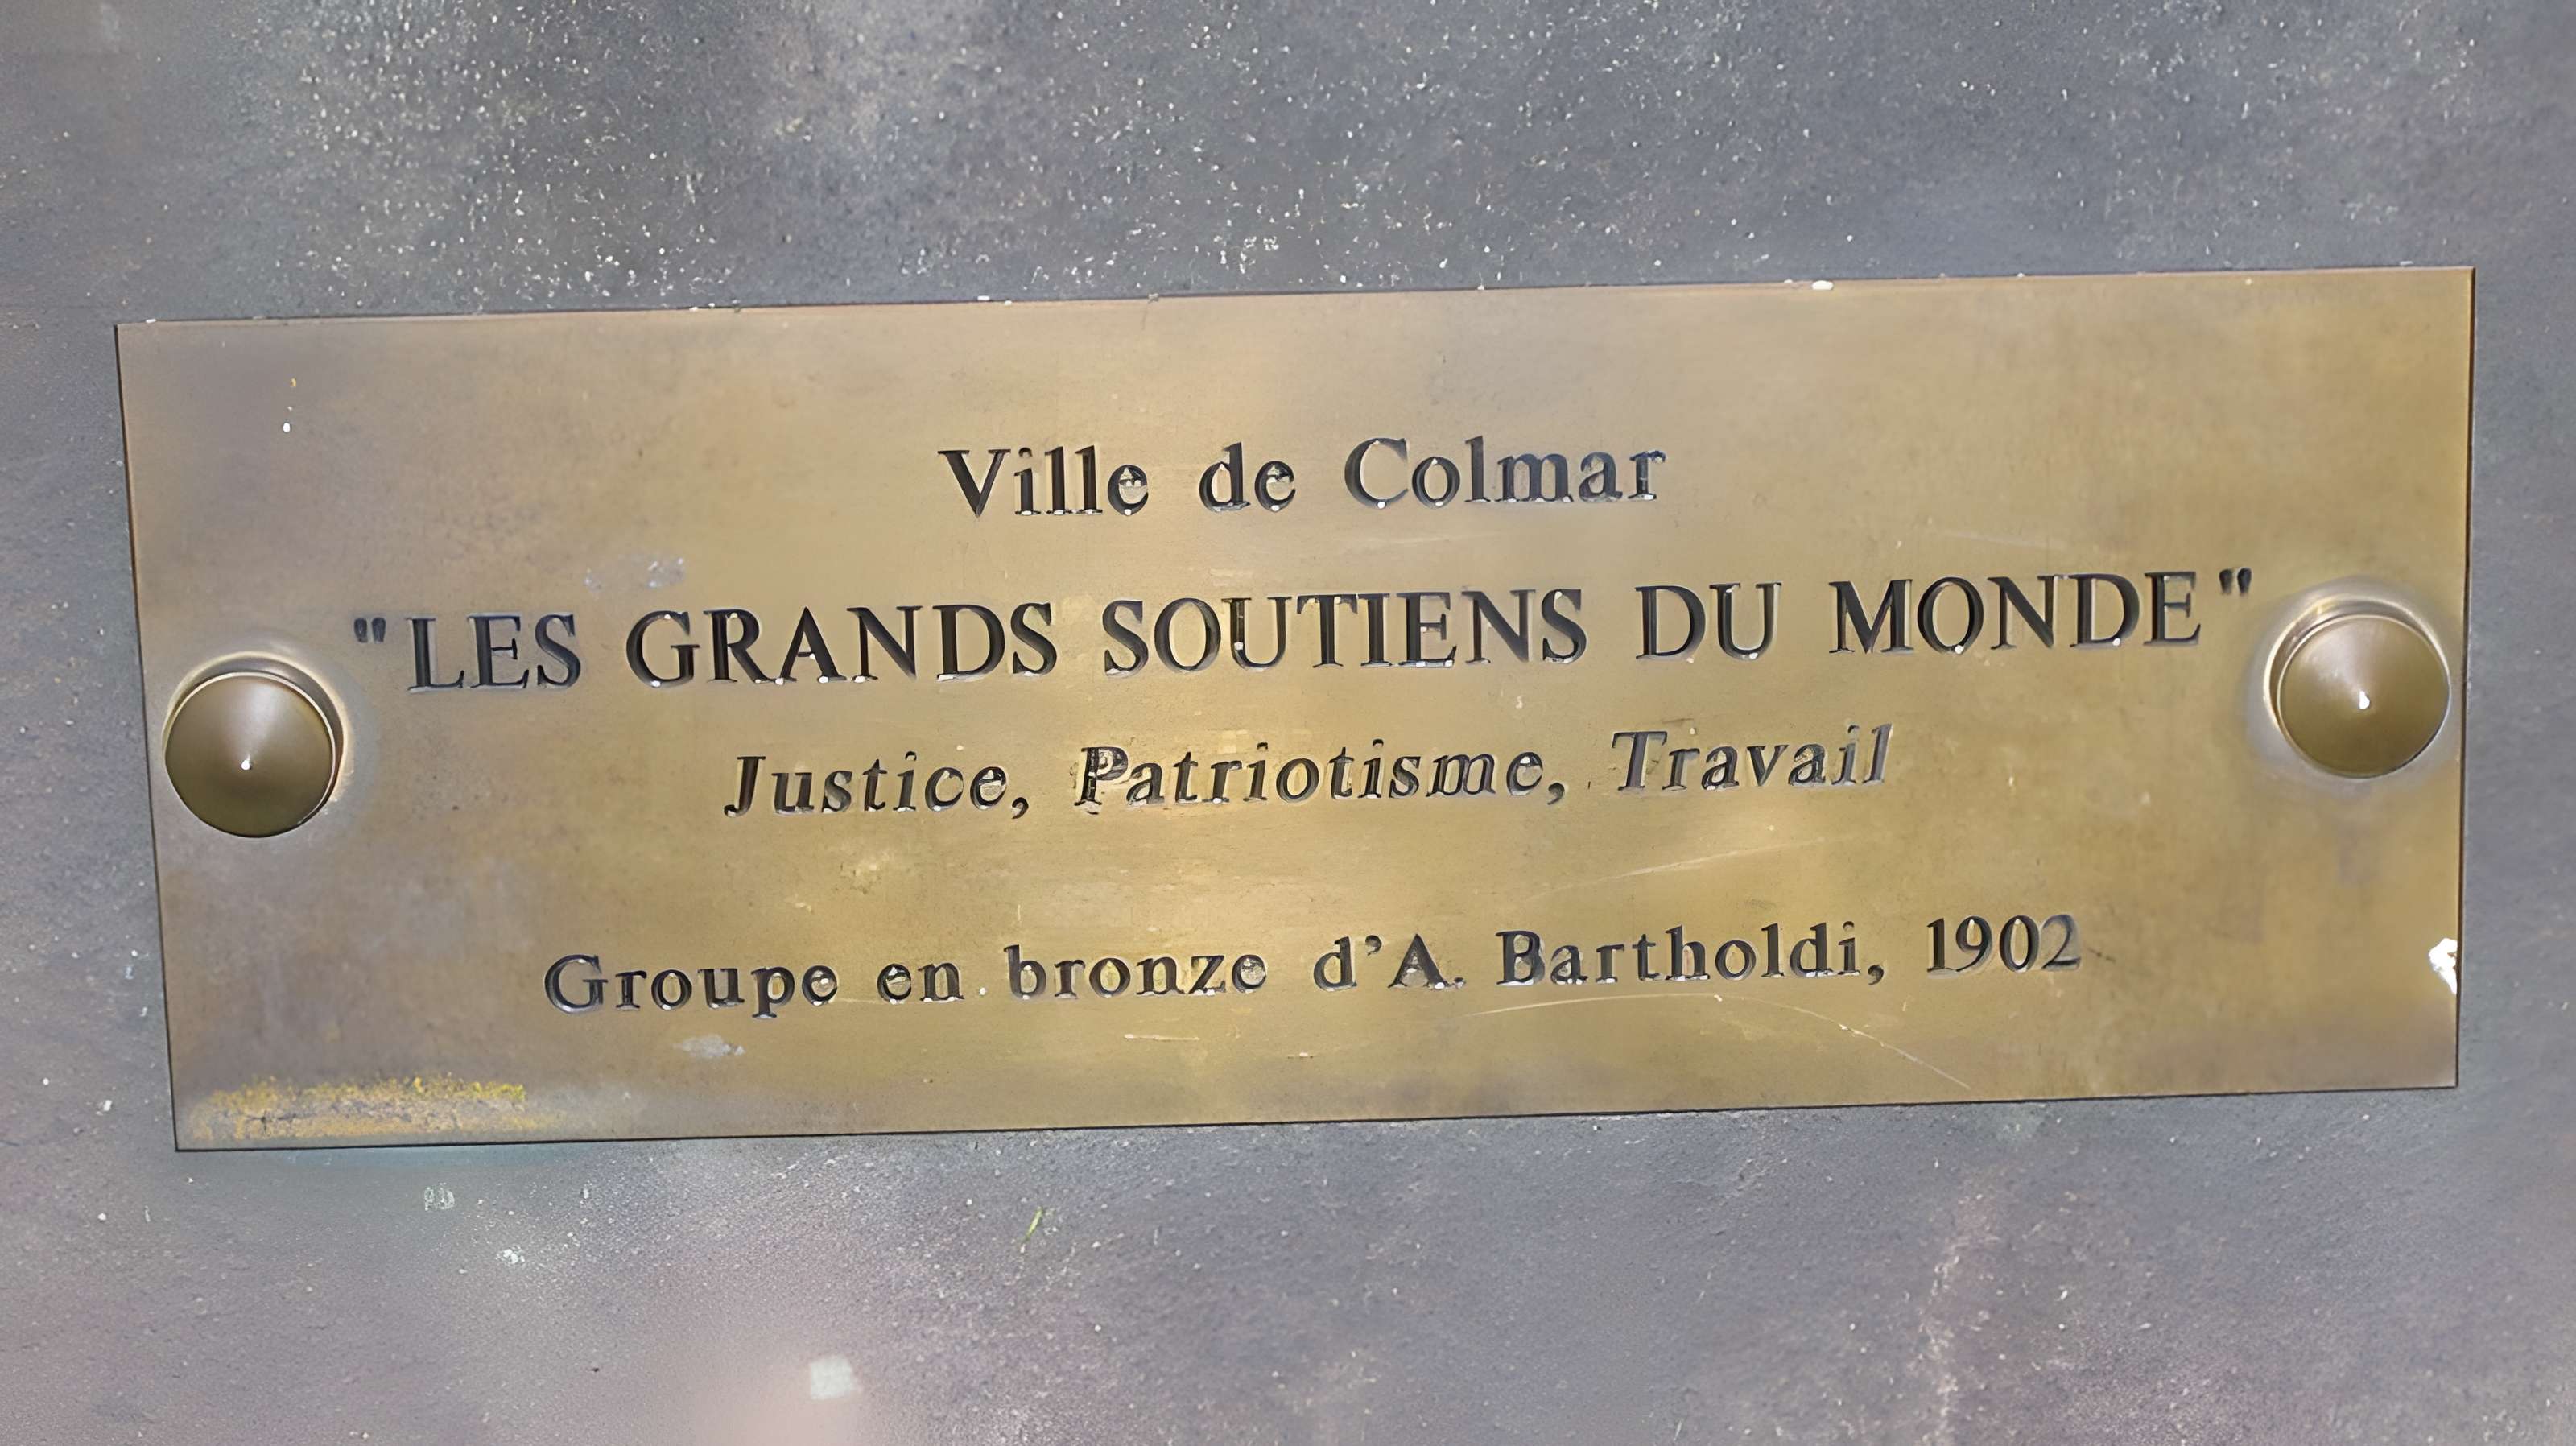 Ville de Colmar
"LES GRANDS SOUTIENS DU MONDE"
Justice, Patriotisme, Travail
Groupe en bronze d'A. Bartholdi, 1902